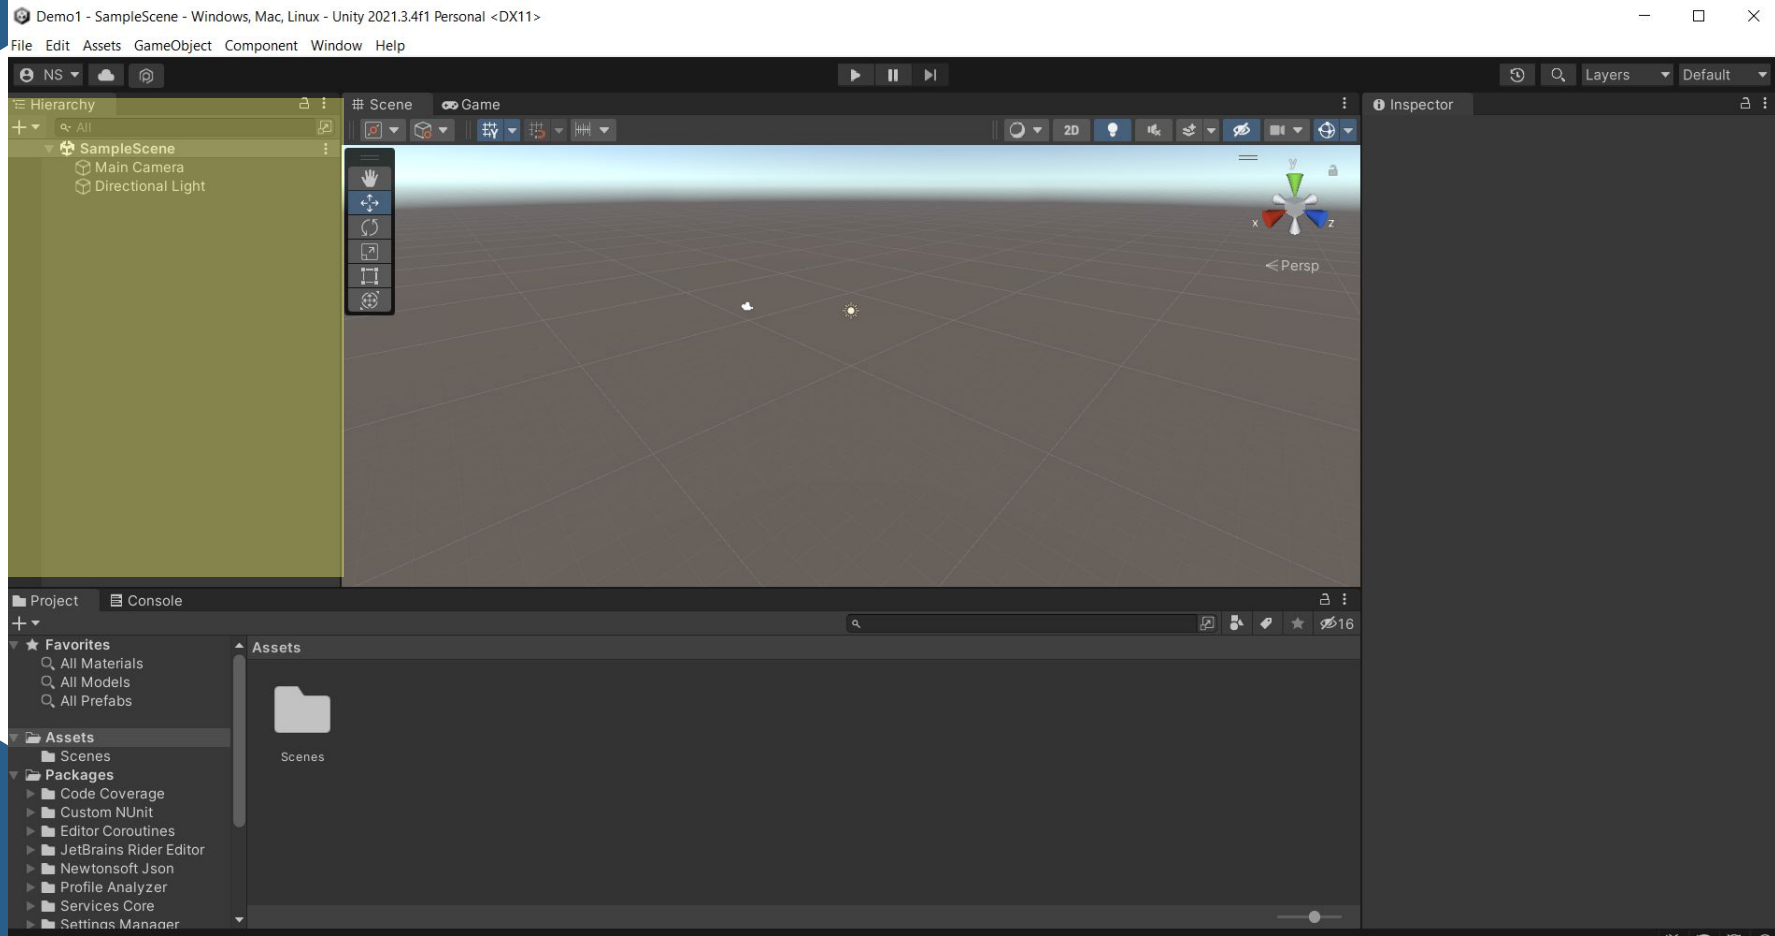 Demo1 - SampleScene - Windows, Mac, Linux - Unity 2021.3.4f1 Personal <DX11>
File Edit Assets GameObject Component Window Help
NS Layers Default
Hierarchy Scene Game Inspector
All 2D
SampleScene
Main Camera
Directional Light
y
x z
Persp
Project Console
16
Favorites Assets
All Materials
All Models
All Prefabs
Assets
Scenes Scenes
Packages
Code Coverage
Custom NUnit
Editor Coroutines
JetBrains Rider Editor
Newtonsoft Json
Profile Analyzer
Services Core
Settings Manager